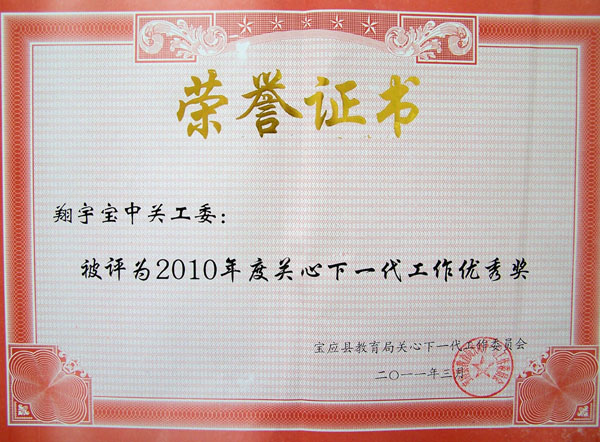 荣誉证书
翔宇宝中关工委：
被评为2010年度关心下一代工作优秀奖
宝应县教育局关心下一代工作委员会
二〇一一年三月